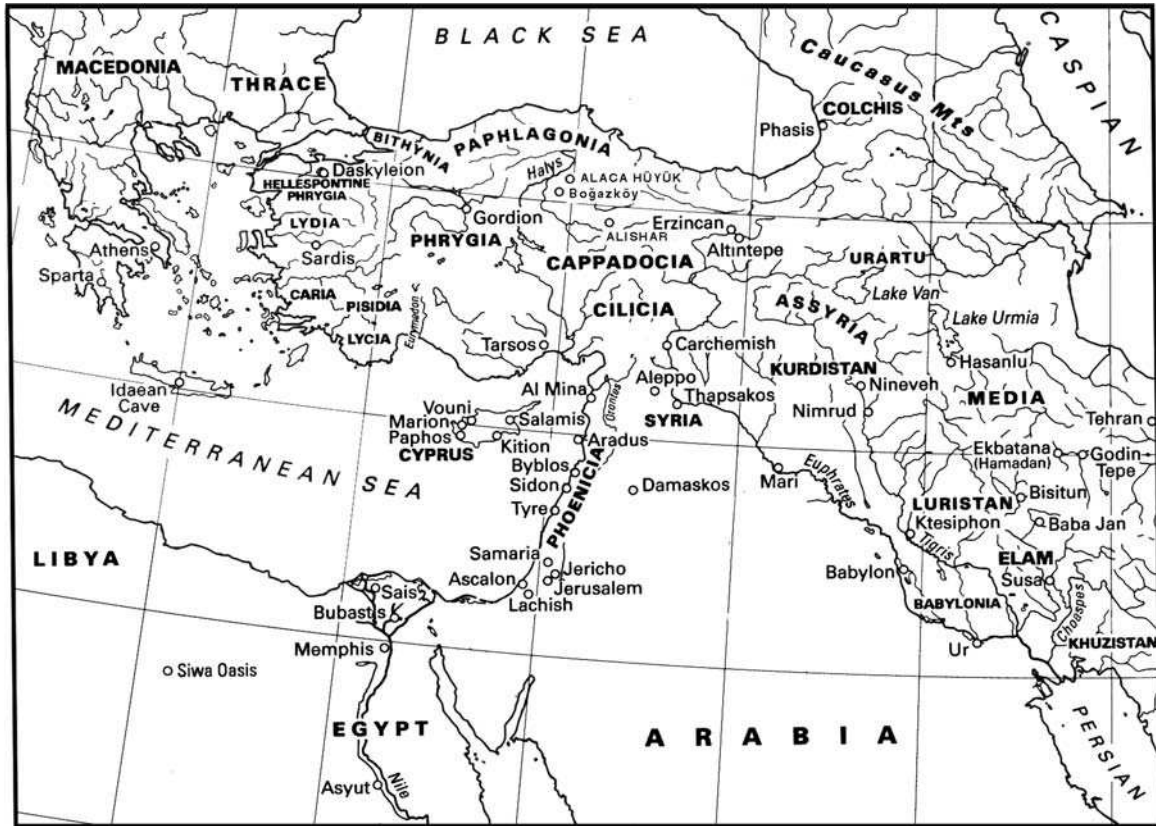 BLACK SEA
CASPIAN
MACEDONIA
THRACE
Caucasus Mts
COLCHIS
Phasis
BITHYNIA
PAPHLAGONIA
Halys
ALACA HÜYÜK
Boğazköy
Daskyleion
HELLESPONTINE
PHRYGIA
Gordion
LYDIA
Sardis
PHRYGIA
ALISHAR
Erzincan
Altıntepe
Athens
Sparta
CAPPADOCIA
URARTU
Lake Van
CARIA
PISIDIA
LYCIA
Eurymedon
CILICIA
ASSYRIA
Lake Urmia
Tarsos
Carchemish
KURDISTAN
Hasanlu
Idaean
Cave
Al Mina
Orontes
Aleppo
Thapsakos
SYRIA
Nineveh
Nimrud
MEDIA
Tehran
MEDITERRANEAN SEA
Vouni
Marion
Paphos
Salamis
Kition
CYPRUS
Aradus
Byblos
Sidon
Tyre
PHOENICIA
Damaskos
Mari
Euphrates
Ekbatana
(Hamadan)
Godin
Tepe
Bisitun
LURISTAN
Ktesiphon
Tigris
Baba Jan
LIBYA
Samaria
Ascalon
Lachish
Jericho
Jerusalem
Babylon
ELAM
Susa
Choaspes
BABYLONIA
KHUZISTAN
Ur
Sais
Bubastis
Memphis
Siwa Oasis
EGYPT
ARABIA
PERSIAN
Asyut
Nile